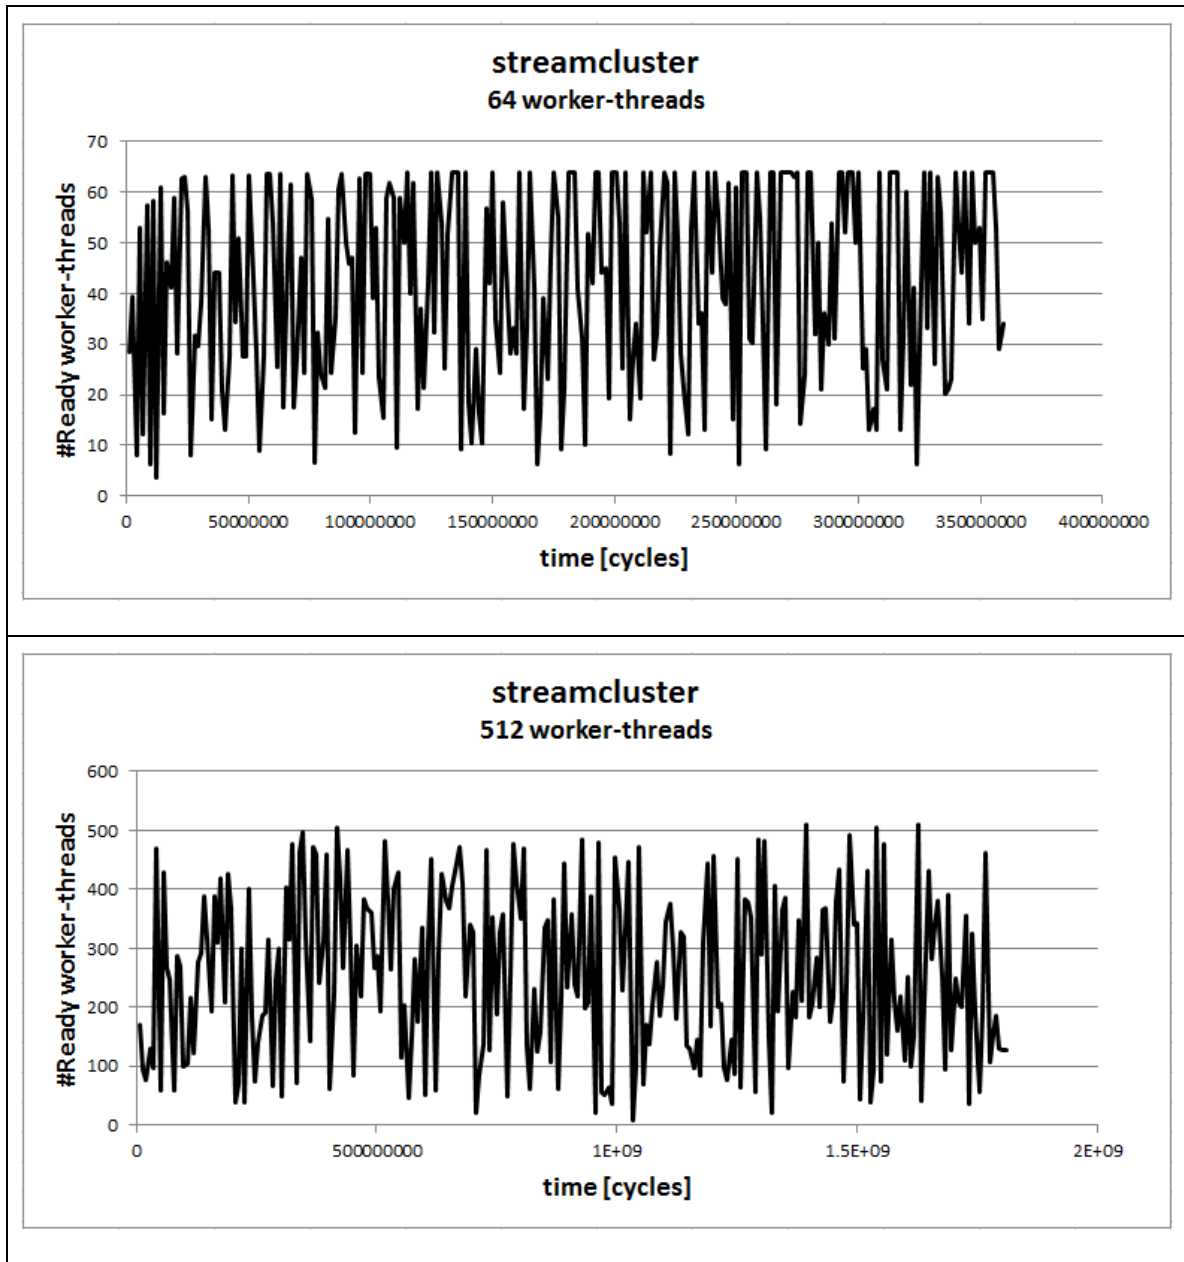 streamcluster
64 worker-threads
#Ready worker-threads
70
60
50
40
30
20
10
0
0 50000000 100000000 150000000 200000000 250000000 300000000 350000000 400000000
time [cycles]
streamcluster
512 worker-threads
#Ready worker-threads
600
500
400
300
200
100
0
0 500000000 1E+09 1.5E+09 2E+09
time [cycles]